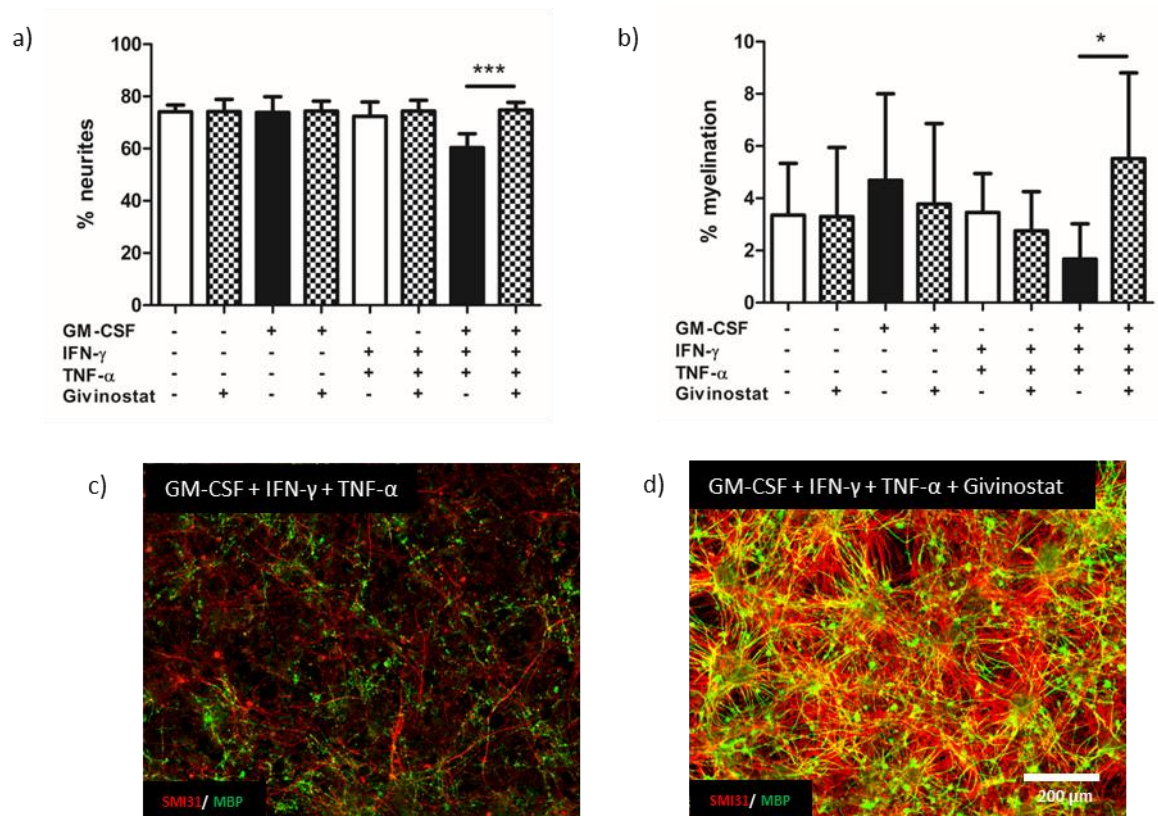 a)
% neurites
100
80
60
40
20
0
***
GM-CSF - - + + - - + +
IFN-γ - - - - + + + +
TNF-α - - - - + + + +
Givinostat - + - + - + - +
b)
% myelination
10
8
6
4
2
0
*
GM-CSF - - + + - - + +
IFN-γ - - - - + + + +
TNF-α - - - - + + + +
Givinostat - + - + - + - +
c)
GM-CSF + IFN-γ + TNF-α
SMI31/ MBP
d)
GM-CSF + IFN-γ + TNF-α + Givinostat
SMI31/ MBP
200 µm